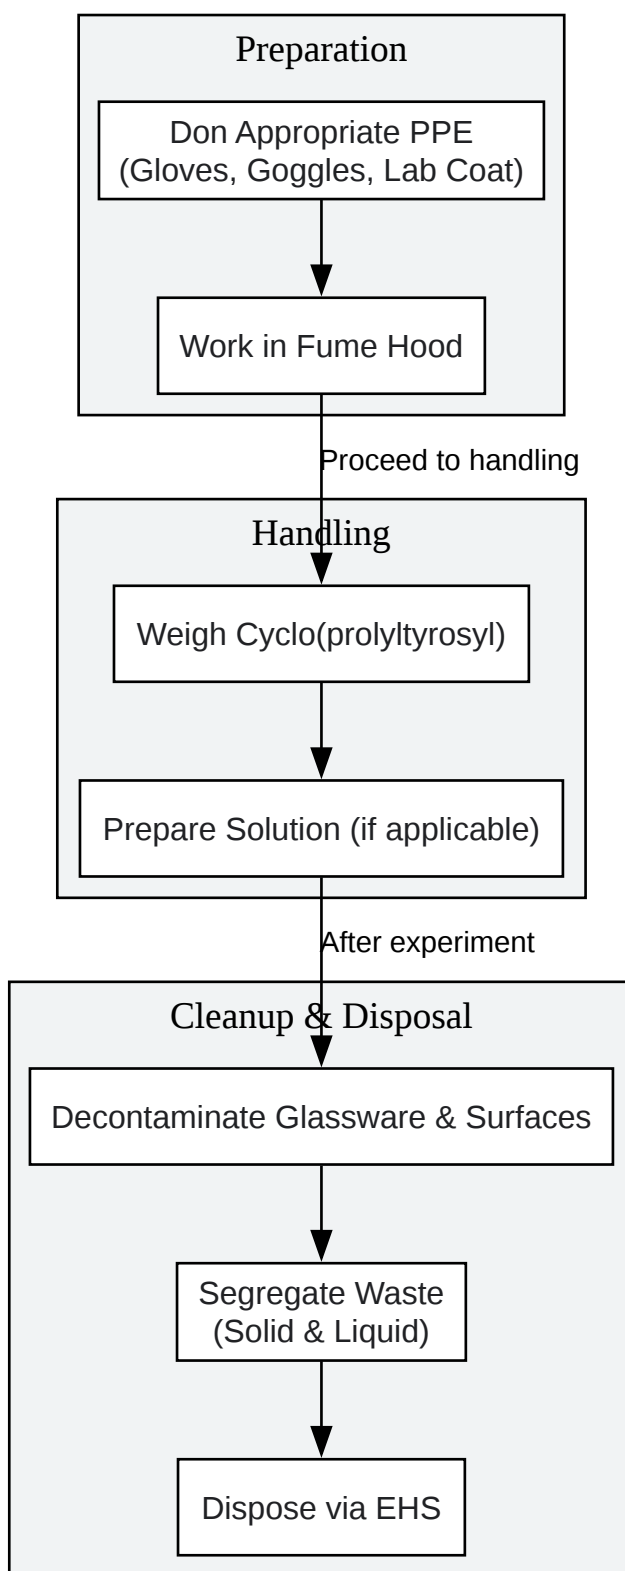 Preparation
Don Appropriate PPE
(Gloves, Goggles, Lab Coat)
Work in Fume Hood
Proceed to handling
Handling
Weigh Cyclo(prolyltyrosyl)
Prepare Solution (if applicable)
After experiment
Cleanup & Disposal
Decontaminate Glassware & Surfaces
Segregate Waste
(Solid & Liquid)
Dispose via EHS